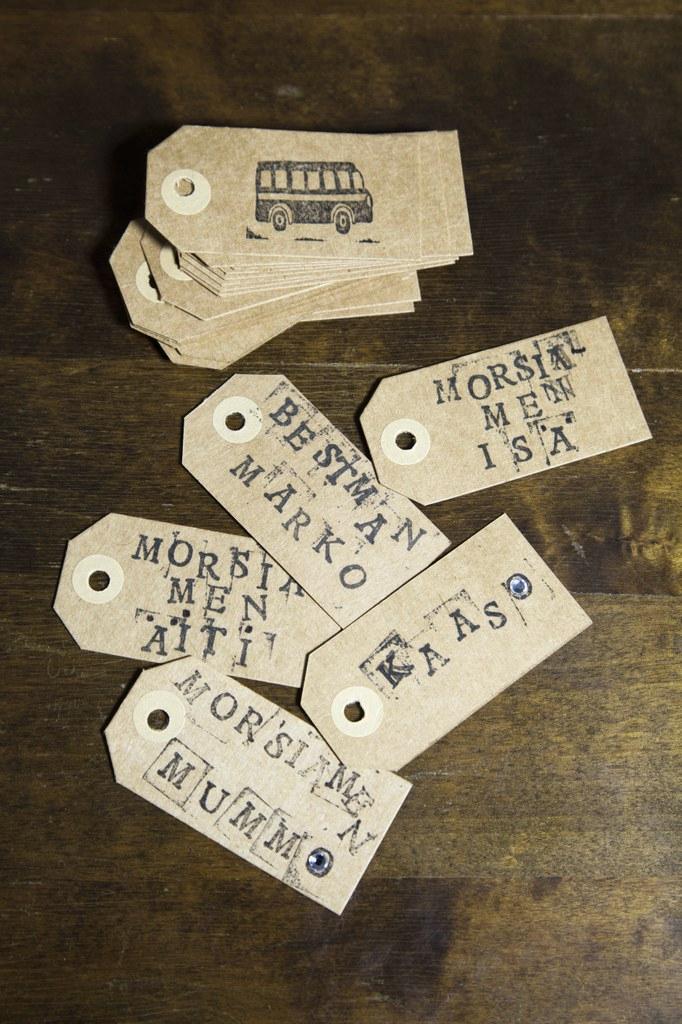 MORSIA
MEN
ISÄ
BESTMAN
MARKO
MORSIA
MEN
ÄITI
KAASO
MORSIAMEN
MUMMO